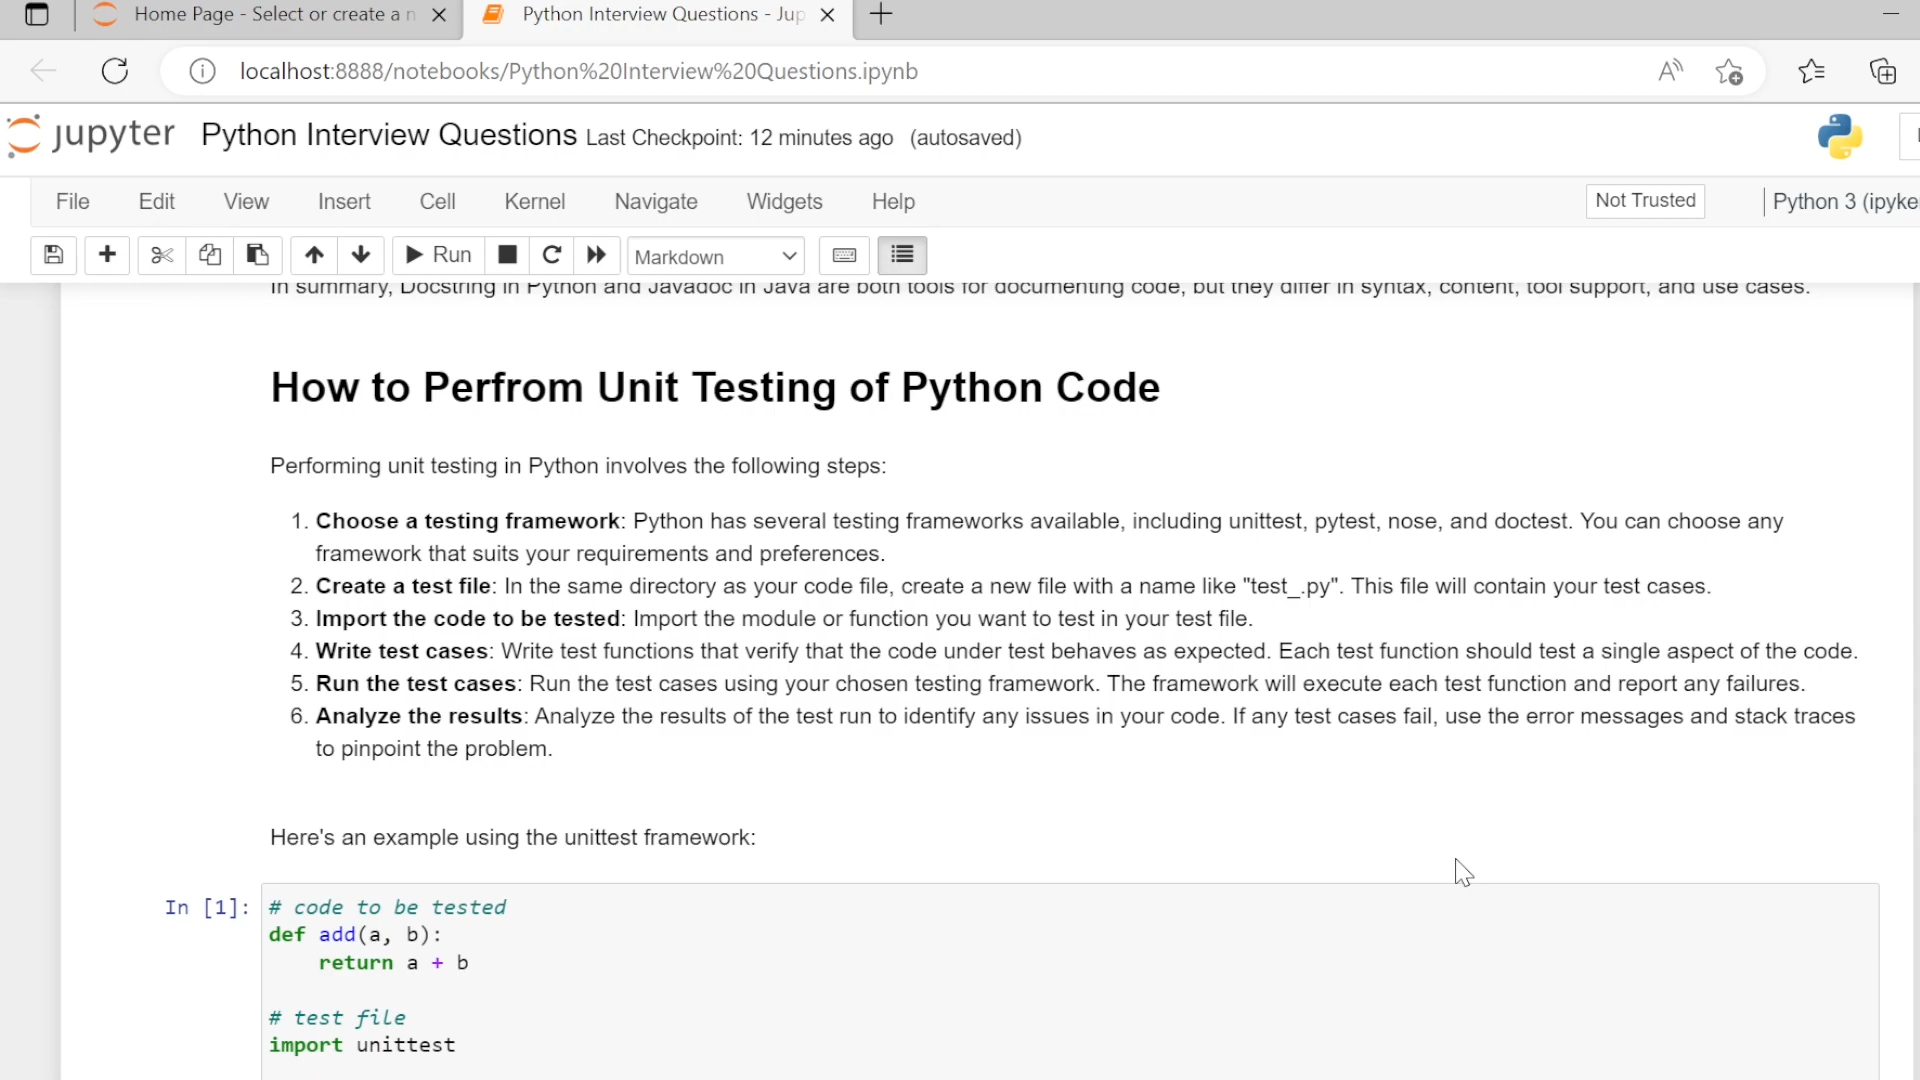 Home Page - Select or create a n
Python Interview Questions - Jup
localhost:8888/notebooks/Python%20Interview%20Questions.ipynb
jupyter Python Interview Questions Last Checkpoint: 12 minutes ago (autosaved)
File Edit View Insert Cell Kernel Navigate Widgets Help Not Trusted Python 3 (ipyke
Run Markdown
In summary, Docstring in Python and Javadoc in Java are both tools for documenting code, but they differ in syntax, content, tool support, and use cases.
How to Perfrom Unit Testing of Python Code
Performing unit testing in Python involves the following steps:
1. Choose a testing framework: Python has several testing frameworks available, including unittest, pytest, nose, and doctest. You can choose any
framework that suits your requirements and preferences.
2. Create a test file: In the same directory as your code file, create a new file with a name like "test_.py". This file will contain your test cases.
3. Import the code to be tested: Import the module or function you want to test in your test file.
4. Write test cases: Write test functions that verify that the code under test behaves as expected. Each test function should test a single aspect of the code.
5. Run the test cases: Run the test cases using your chosen testing framework. The framework will execute each test function and report any failures.
6. Analyze the results: Analyze the results of the test run to identify any issues in your code. If any test cases fail, use the error messages and stack traces
to pinpoint the problem.
Here's an example using the unittest framework:
In [1]: # code to be tested
def add(a, b):
    return a + b
# test file
import unittest